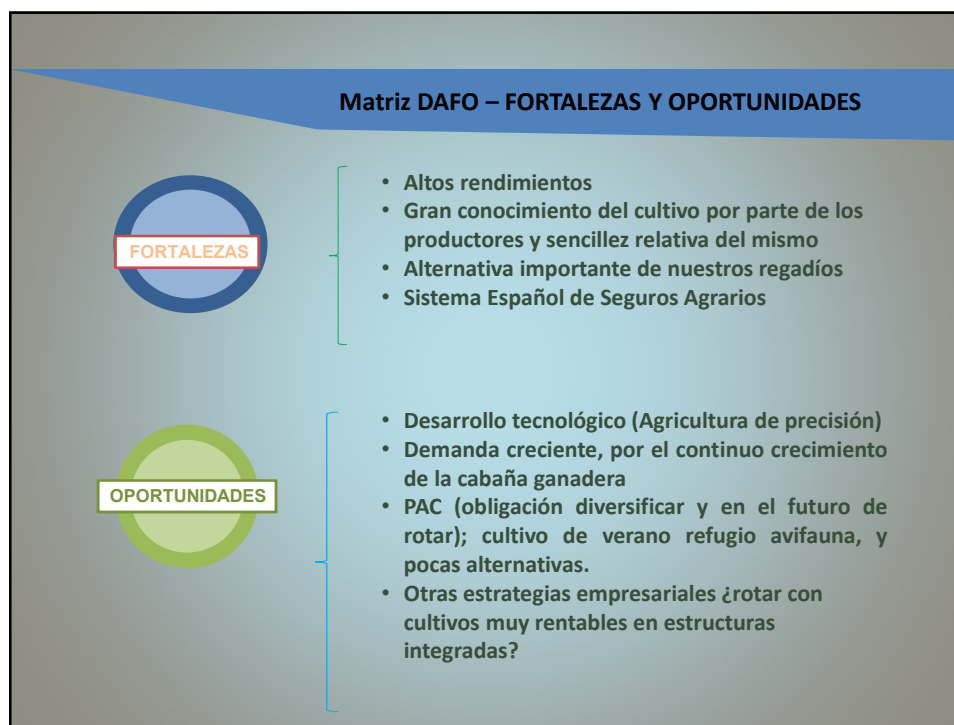 Matriz DAFO – FORTALEZAS Y OPORTUNIDADES
FORTALEZAS
• Altos rendimientos
• Gran conocimiento del cultivo por parte de los
productores y sencillez relativa del mismo
• Alternativa importante de nuestros regadíos
• Sistema Español de Seguros Agrarios
OPORTUNIDADES
• Desarrollo tecnológico (Agricultura de precisión)
• Demanda creciente, por el continuo crecimiento
de la cabaña ganadera
• PAC (obligación diversificar y en el futuro de
rotar); cultivo de verano refugio avifauna, y
pocas alternativas.
• Otras estrategias empresariales ¿rotar con
cultivos muy rentables en estructuras
integradas?